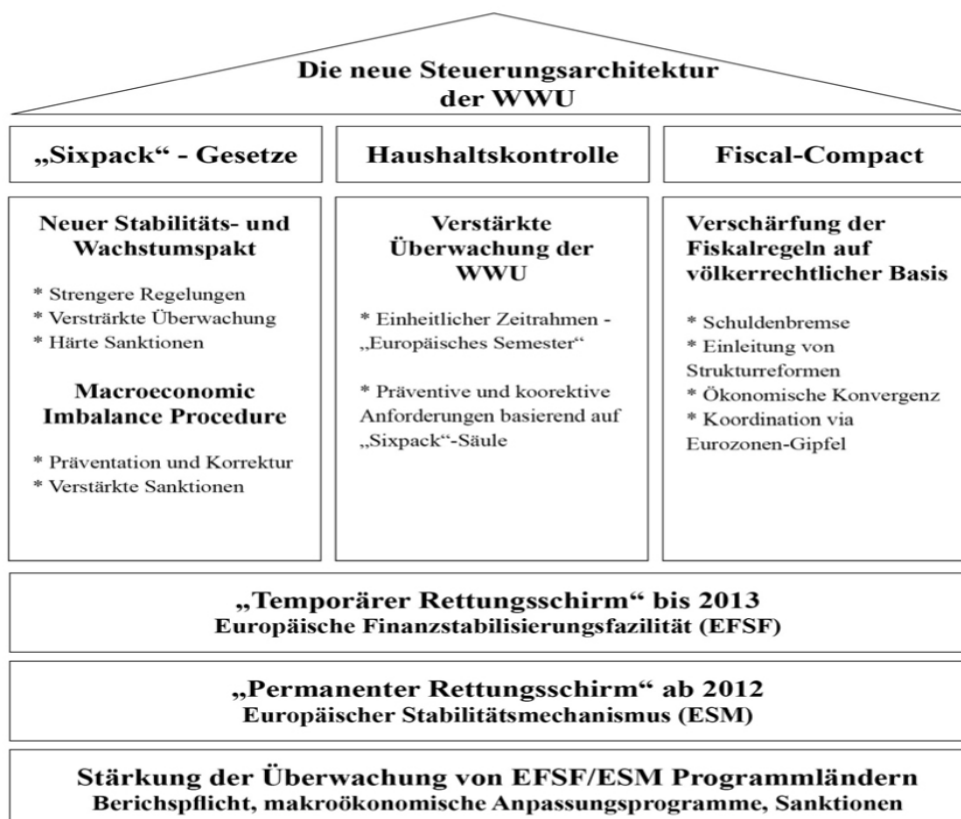 Die neue Steuerungsarchitektur
der WWU
„Sixpack“ - Gesetze
Neuer Stabilitäts- und
Wachstumspakt
* Strengere Regelungen
* Versträrkte Überwachung
* Härte Sanktionen
Macroeconomic
Imbalance Procedure
* Präventation und Korrektur
* Verstärkte Sanktionen
Haushaltskontrolle
Verstärkte
Überwachung der
WWU
* Einheitlicher Zeitrahmen -
„Europäisches Semester“
* Präventive und koorektive
Anforderungen basierend auf
„Sixpack“-Säule
Fiscal-Compact
Verschärfung der
Fiskalregeln auf
völkerrechtlicher Basis
* Schuldenbremse
* Einleitung von
Strukturreformen
* Ökonomische Konvergenz
* Koordination via
Eurozonen-Gipfel
„Temporärer Rettungsschirm“ bis 2013
Europäische Finanzstabilisierungsfazilität (EFSF)
„Permanenter Rettungsschirm“ ab 2012
Europäischer Stabilitätsmechanismus (ESM)
Stärkung der Überwachung von EFSF/ESM Programmländern
Berichspflicht, makroökonomische Anpassungsprogramme, Sanktionen